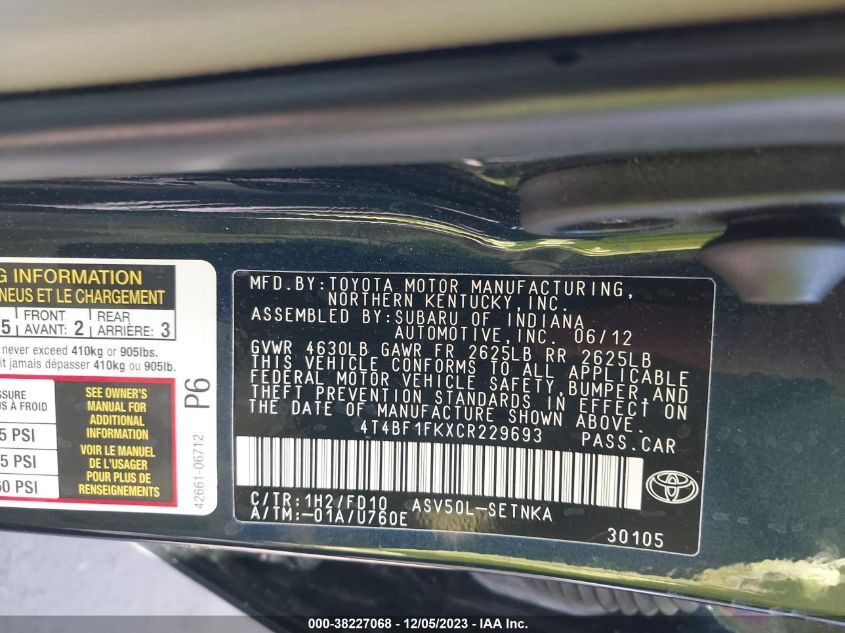 G INFORMATION
NEUS ET LE CHARGEMENT
5 FRONT AVANT: 2 REAR ARRIÈRE: 3
never exceed 410kg or 905lbs.
it jamais dépasser 410kg ou 905lb.
SSURE
S À FROID
5 PSI
5 PSI
60 PSI
SEE OWNER'S
MANUAL FOR
ADDITIONAL
INFORMATION
VOIR LE MANUEL
DE L'USAGER
POUR PLUS DE
RENSEIGNEMENTS
P6
42661-06712
MFD.BY:TOYOTA MOTOR MANUFACTURING,
NORTHERN KENTUCKY,INC.
ASSEMBLED BY:SUBARU OF INDIANA
AUTOMOTIVE,INC. 06/12
GVWR 4630LB GAWR FR 2625LB RR 2625LB
THIS VEHICLE CONFORMS TO ALL APPLICABLE
FEDERAL MOTOR VEHICLE SAFETY,BUMPER,AND
THEFT PREVENTION STANDARDS IN EFFECT ON
THE DATE OF MANUFACTURE SHOWN ABOVE.
4T4BF1FKXCR229693 PASS.CAR
C/TR:1H2/FD10 ASV50L-SETNKA
A/TM:-01A/U760E
30105
000-38227068 - 12/05/2023 - IAA Inc.